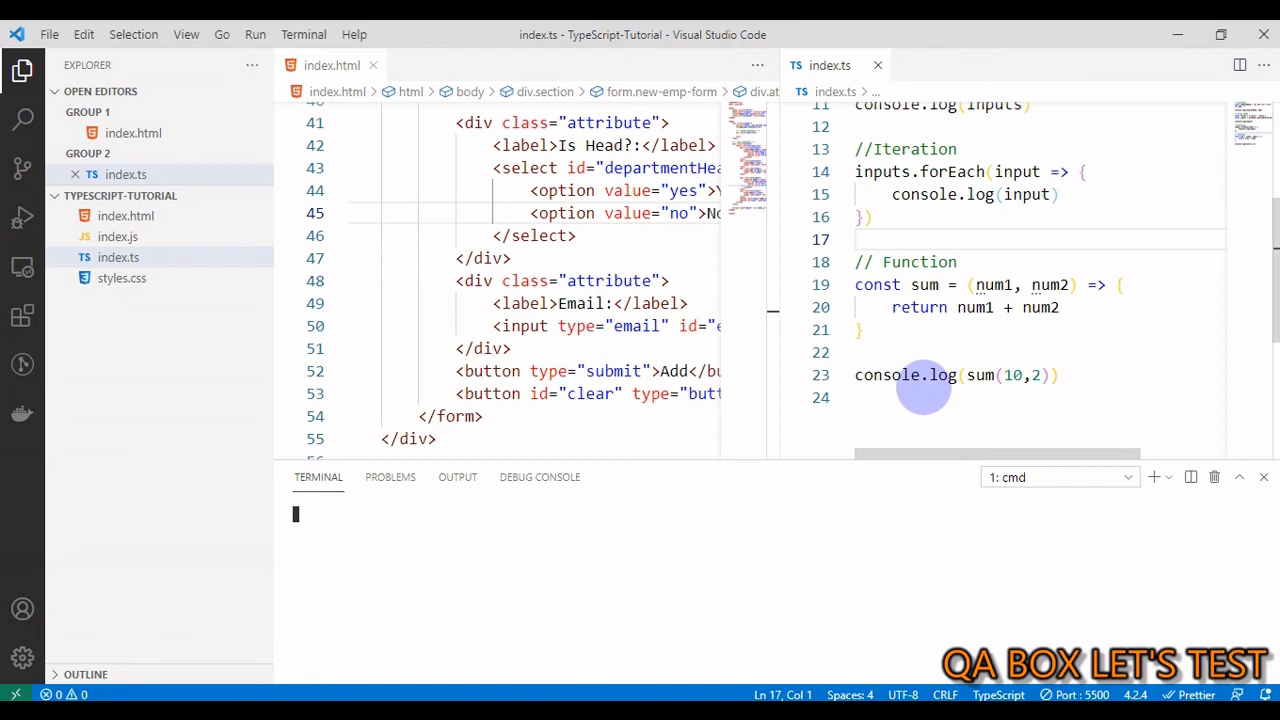 File Edit Selection View Go Run Terminal Help
index.ts - TypeScript-Tutorial - Visual Studio Code
EXPLORER
OPEN EDITORS
GROUP 1
index.html
GROUP 2
index.ts
TYPESCRIPT-TUTORIAL
index.html
index.js
index.ts
styles.css
OUTLINE
index.html
index.html > html > body > div.section > form.new-emp-form > div.at
41 <div class="attribute">
42 <label>Is Head?:</label>
43 <select id="departmentHea
44 <option value="yes">Y
45 <option value="no">No
46 </select>
47 </div>
48 <div class="attribute">
49 <label>Email:</label>
50 <input type="email" id="e
51 </div>
52 <button type="submit">Add</bu
53 <button id="clear" type="butt
54 </form>
55 </div>
index.ts
index.ts > ...
11 console.log(inputs)
12
13 //Iteration
14 inputs.forEach(input => {
15 console.log(input)
16 })
17
18 // Function
19 const sum = (num1, num2) => {
20 return num1 + num2
21 }
22
23 console.log(sum(10,2))
24
TERMINAL PROBLEMS OUTPUT DEBUG CONSOLE
1: cmd
QA BOX LET'S TEST
0 0
Ln 17, Col 1 Spaces: 4 UTF-8 CRLF TypeScript Port : 5500 4.2.4 Prettier